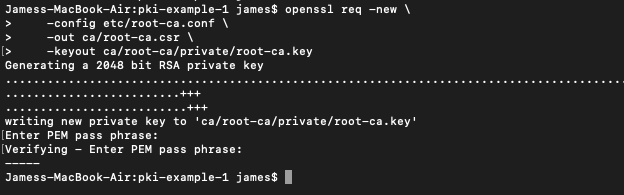 Jamess-MacBook-Air:pki-example-1 james$ openssl req -new \
>     -config etc/root-ca.conf \
>     -out ca/root-ca.csr \
[>     -keyout ca/root-ca/private/root-ca.key
Generating a 2048 bit RSA private key
..........................................................................................
.........................+++
..........................+++
writing new private key to 'ca/root-ca/private/root-ca.key'
[Enter PEM pass phrase:
[Verifying - Enter PEM pass phrase:
-----
Jamess-MacBook-Air:pki-example-1 james$